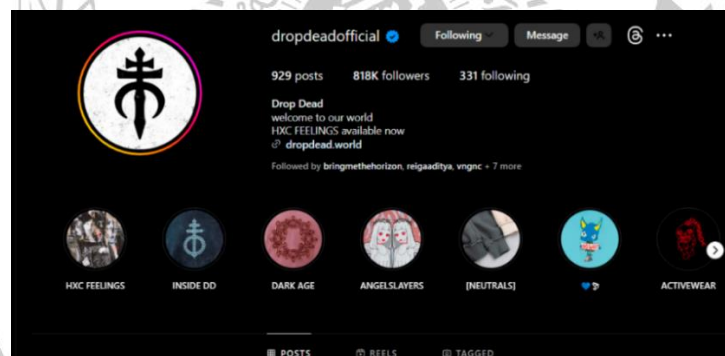 dropdeadofficial Following Message
929 posts 818K followers 331 following
Drop Dead
welcome to our world
HXC FEELINGS available now
dropdead.world
Followed by bringmethehorizon, reigaaditya, vngnc + 7 more
HXC FEELINGS INSIDE DD DARK AGE ANGELSLAYERS [NEUTRALS] 💙🕊 ACTIVEWEAR
POSTS REELS TAGGED